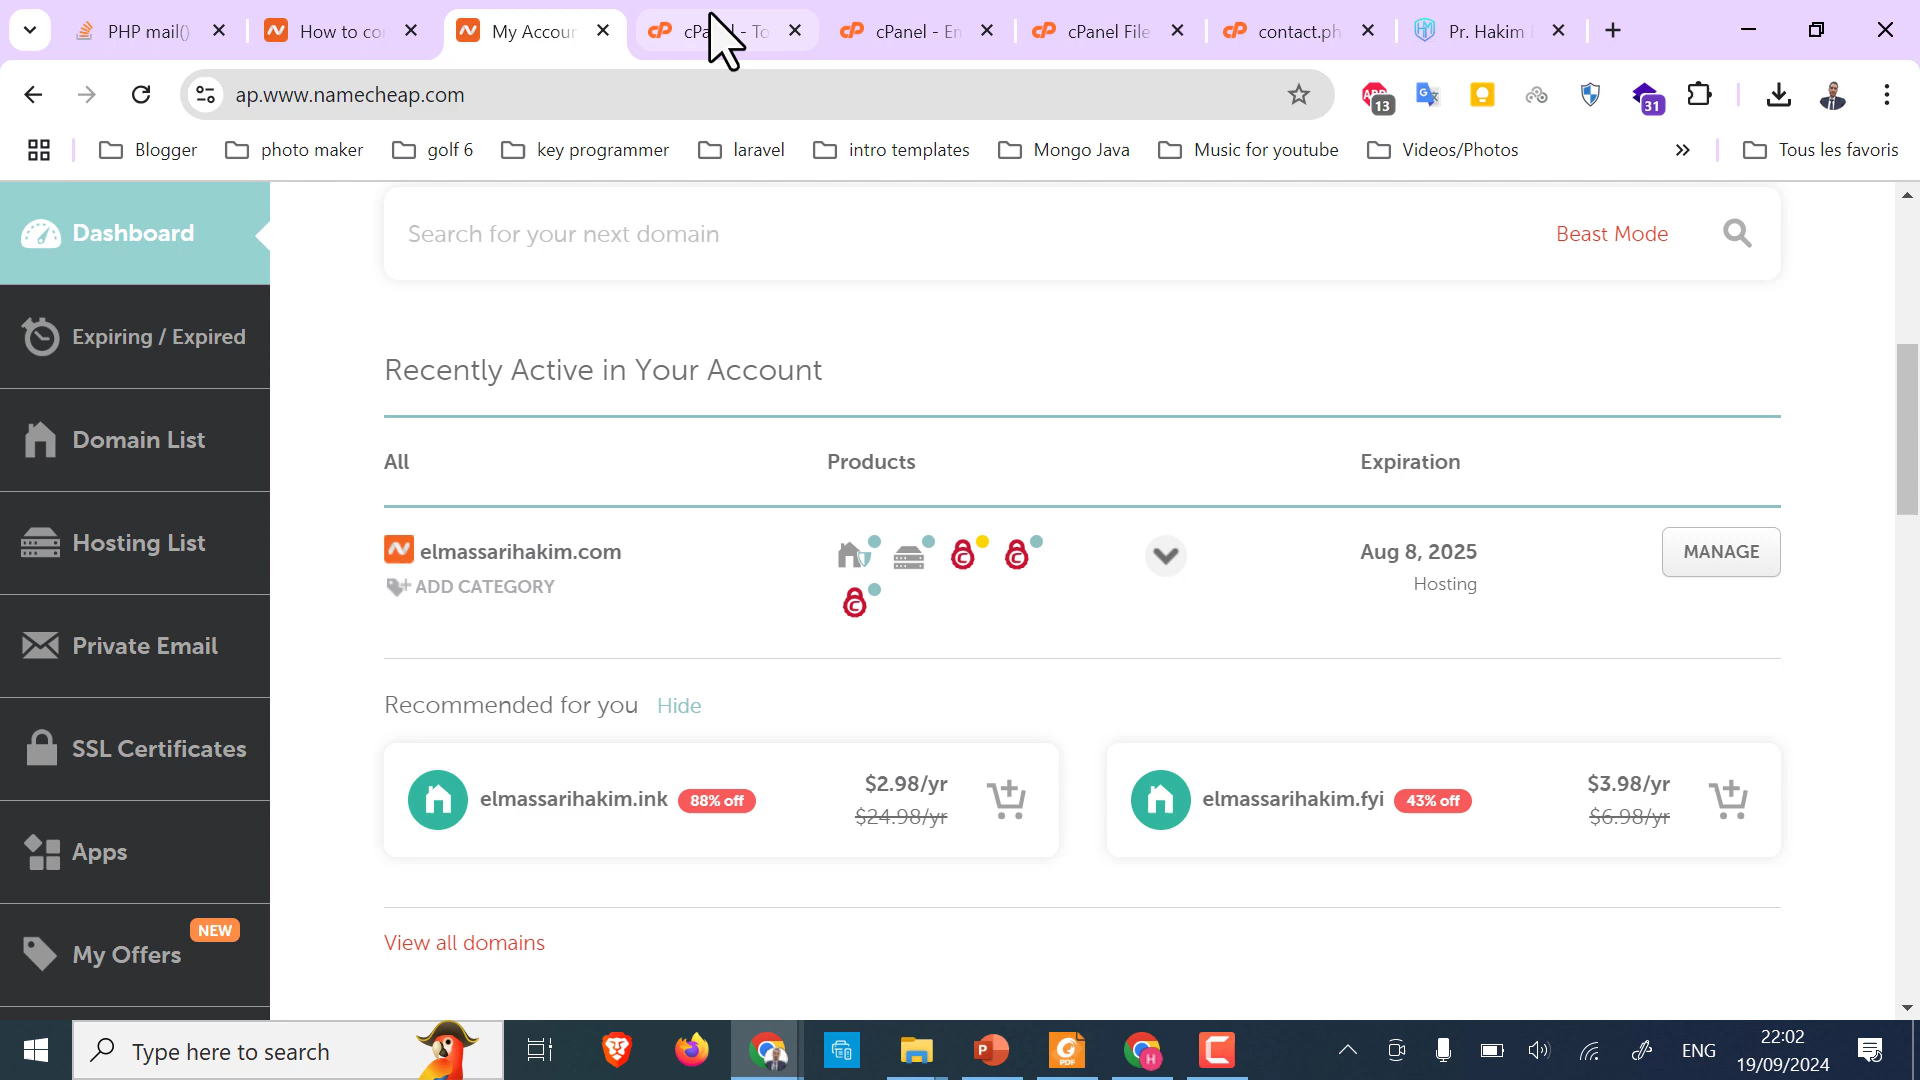 PHP mail()
How to co
My Accour
cPanel - To
cPanel - En
cPanel File
contact.ph
Pr. Hakim
ap.www.namecheap.com
13
31
Blogger
photo maker
golf 6
key programmer
laravel
intro templates
Mongo Java
Music for youtube
Videos/Photos
Tous les favoris
Dashboard
Expiring / Expired
Domain List
Hosting List
Private Email
SSL Certificates
Apps
NEW
My Offers
Search for your next domain
Beast Mode
Recently Active in Your Account
All
Products
Expiration
elmassarihakim.com
ADD CATEGORY
Aug 8, 2025
Hosting
MANAGE
Recommended for you
Hide
elmassarihakim.ink
88% off
$2.98/yr
$24.98/yr
elmassarihakim.fyi
43% off
$3.98/yr
$6.98/yr
View all domains
Type here to search
ENG
22:02
19/09/2024